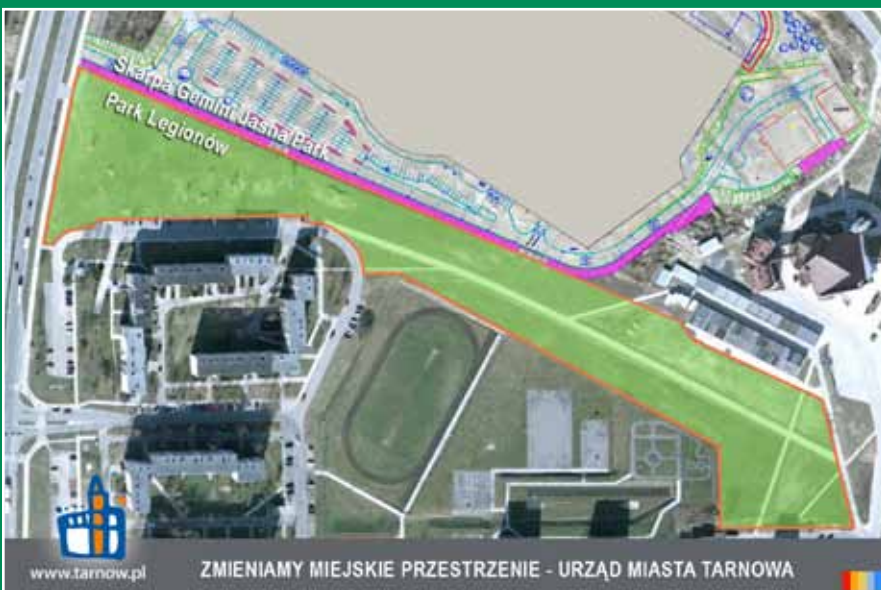 Skarpa Gemini Jasna Park
Park Legionów
www.tarnow.pl
ZMIENIAMY MIEJSKIE PRZESTRZENIE - URZĄD MIASTA TARNOWA